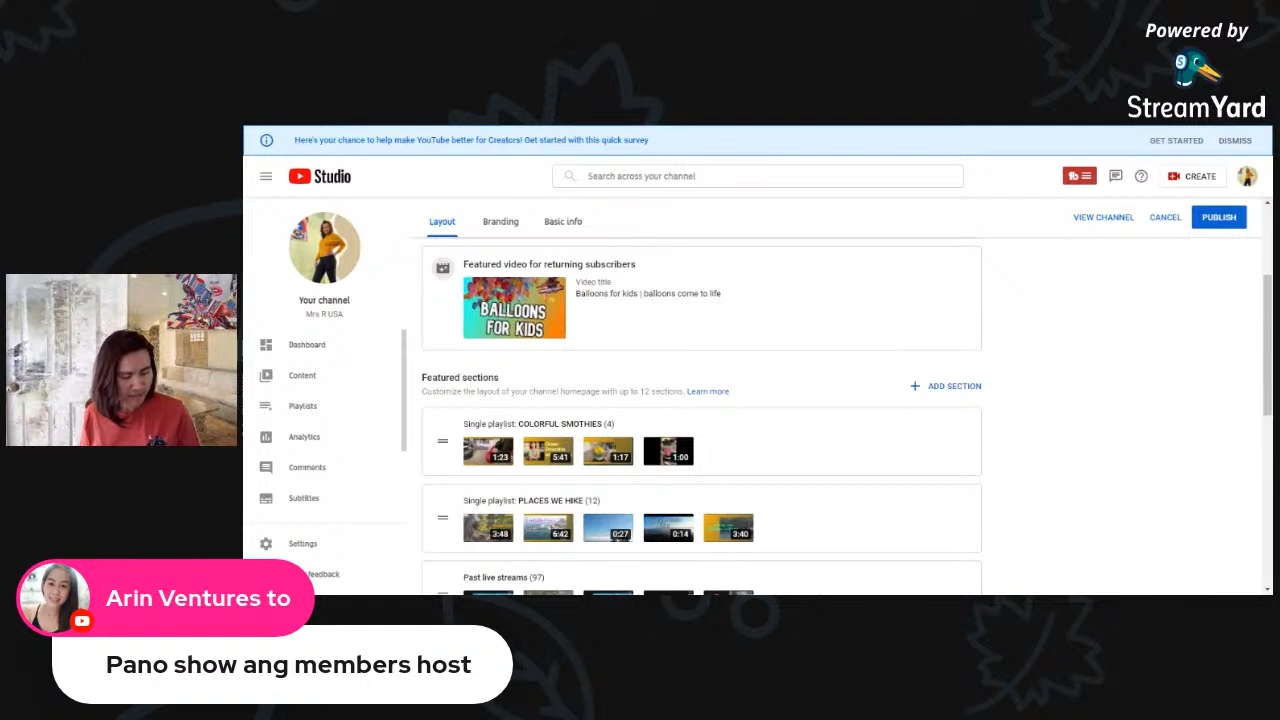 Powered by
StreamYard
Here's your chance to help make YouTube better for Creators! Get started with this quick survey
GET STARTED
DISMISS
Studio
Search across your channel
CREATE
Layout
Branding
Basic info
VIEW CHANNEL
CANCEL
PUBLISH
Your channel
Mrs R USA
Dashboard
Content
Playlists
Analytics
Comments
Subtitles
Settings
feedback
Featured video for returning subscribers
Video title
Balloons for kids | balloons come to life
BALLOONS
FOR KIDS
Featured sections
Customize the layout of your channel homepage with up to 12 sections. Learn more
ADD SECTION
Single playlist: COLORFUL SMOTHIES (4)
1:23
5:41
1:17
1:00
Single playlist: PLACES WE HIKE (12)
3:48
6:42
0:27
0:14
3:40
Past live streams (97)
Arin Ventures to
Pano show ang members host